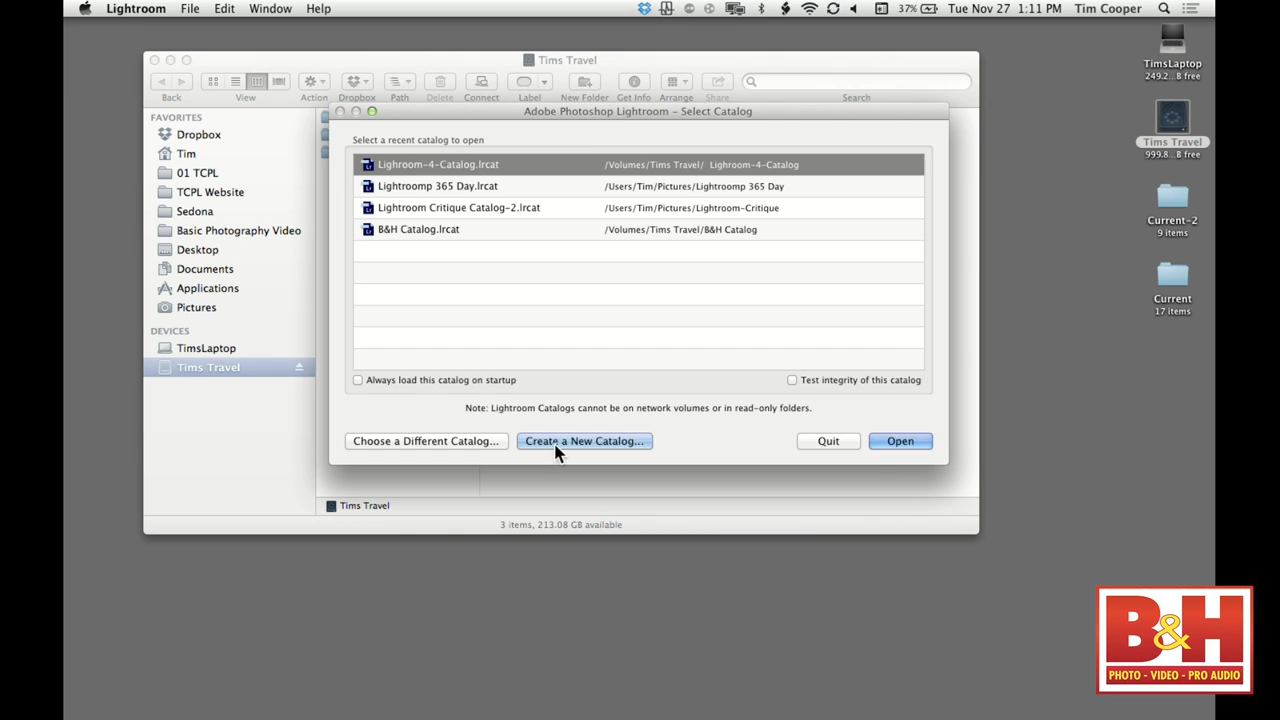 Lightroom File Edit Window Help 37% Tue Nov 27 1:11 PM Tim Cooper
Tims Travel
Back View Action Dropbox Path Delete Connect Label New Folder Get Info Arrange Share Search
FAVORITES
Dropbox
Tim
01 TCPL
TCPL Website
Sedona
Basic Photography Video
Desktop
Documents
Applications
Pictures
DEVICES
TimsLaptop
Tims Travel
Adobe Photoshop Lightroom - Select Catalog
Select a recent catalog to open
Lighroom-4-Catalog.lrcat /Volumes/Tims Travel/ Lighroom-4-Catalog
Lightroomp 365 Day.lrcat /Users/Tim/Pictures/Lightroomp 365 Day
Lightroom Critique Catalog-2.lrcat /Users/Tim/Pictures/Lightroom-Critique
B&H Catalog.lrcat /Volumes/Tims Travel/B&H Catalog
Always load this catalog on startup Test integrity of this catalog
Note: Lightroom Catalogs cannot be on network volumes or in read-only folders.
Choose a Different Catalog... Create a New Catalog... Quit Open
Tims Travel
3 items, 213.08 GB available
TimsLaptop
249.2...B free
Tims Travel
999.8...B free
Current-2
9 items
Current
17 items
B&H
PHOTO - VIDEO - PRO AUDIO